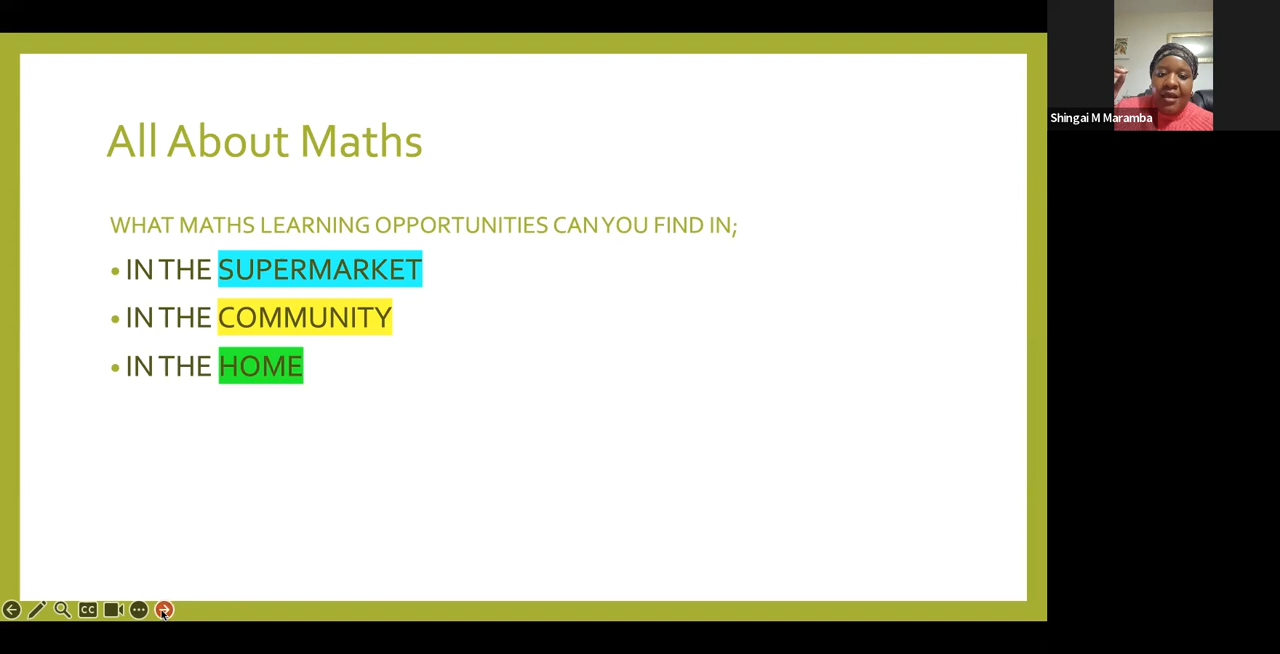 All About Maths
WHAT MATHS LEARNING OPPORTUNITIES CAN YOU FIND IN;
• IN THE SUPERMARKET
• IN THE COMMUNITY
• IN THE HOME
Shingai M Maramba
CC